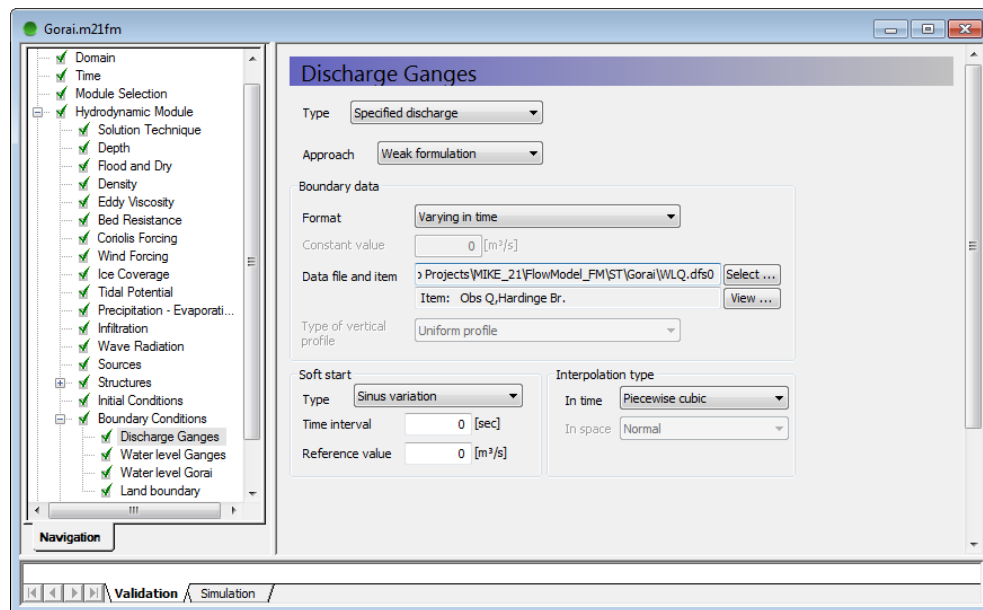 Gorai.m21fm
Domain
Time
Module Selection
Hydrodynamic Module
Solution Technique
Depth
Flood and Dry
Density
Eddy Viscosity
Bed Resistance
Coriolis Forcing
Wind Forcing
Ice Coverage
Tidal Potential
Precipitation - Evaporati...
Infiltration
Wave Radiation
Sources
Structures
Initial Conditions
Boundary Conditions
Discharge Ganges
Water level Ganges
Water level Gorai
Land boundary
Navigation
Discharge Ganges
Type Specified discharge
Approach Weak formulation
Boundary data
Format Varying in time
Constant value 0 [m³/s]
Data file and item Projects\MIKE_21\FlowModel_FM\ST\Gorai\WLQ.dfs0 Select ...
Item: Obs Q,Hardinge Br. View ...
Type of vertical
profile Uniform profile
Soft start
Type Sinus variation
Time interval 0 [sec]
Reference value 0 [m³/s]
Interpolation type
In time Piecewise cubic
In space Normal
Validation Simulation